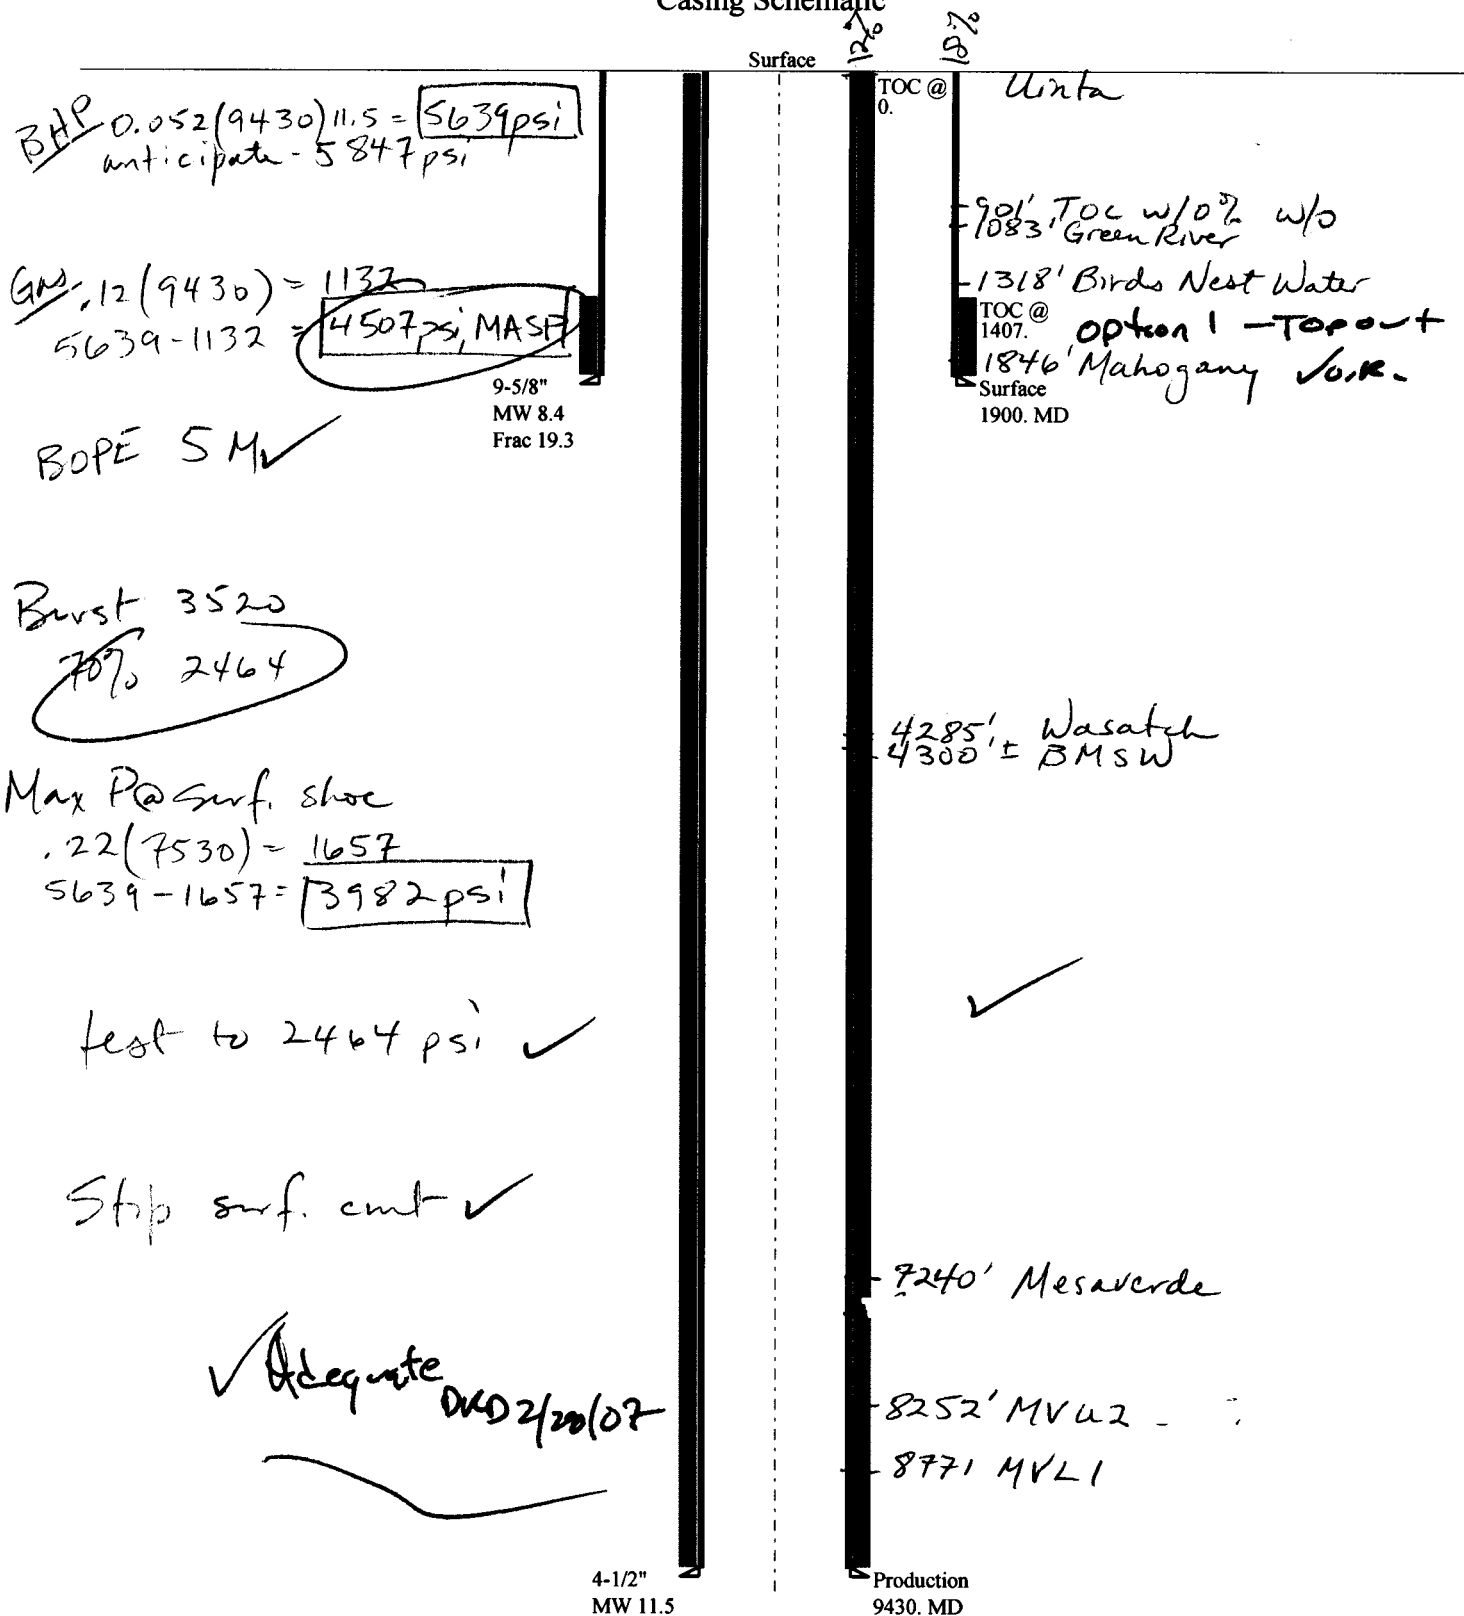 Casing Schematic
12%
18%
Surface
TOC @
0.
Uinta
BHP 0.052(9430)11.5 = 5639psi
anticipate - 5847psi
901' TOC w/0% w/o
1083' Green River
Gas .12(9430) = 1132
1318' Birds Nest Water
5639-1132 = 4507psi, MASP
TOC @
1407.
option 1 - Topout
1846' Mahogany √O.K.
9-5/8"
MW 8.4
Frac 19.3
Surface
1900. MD
BOPE 5M ✓
Burst 3520
70% 2464
4285' Wasatch
4300' ± BMSW
Max P@ surf. shoe
.22(7530) = 1657
5639-1657 = 3982psi
✓
test to 2464 psi ✓
Stip surf. cmt ✓
7240' Mesaverde
✓ Adequate
DKD 2/20/07
8252' MVU2
8771 MVL1
4-1/2"
MW 11.5
Production
9430. MD